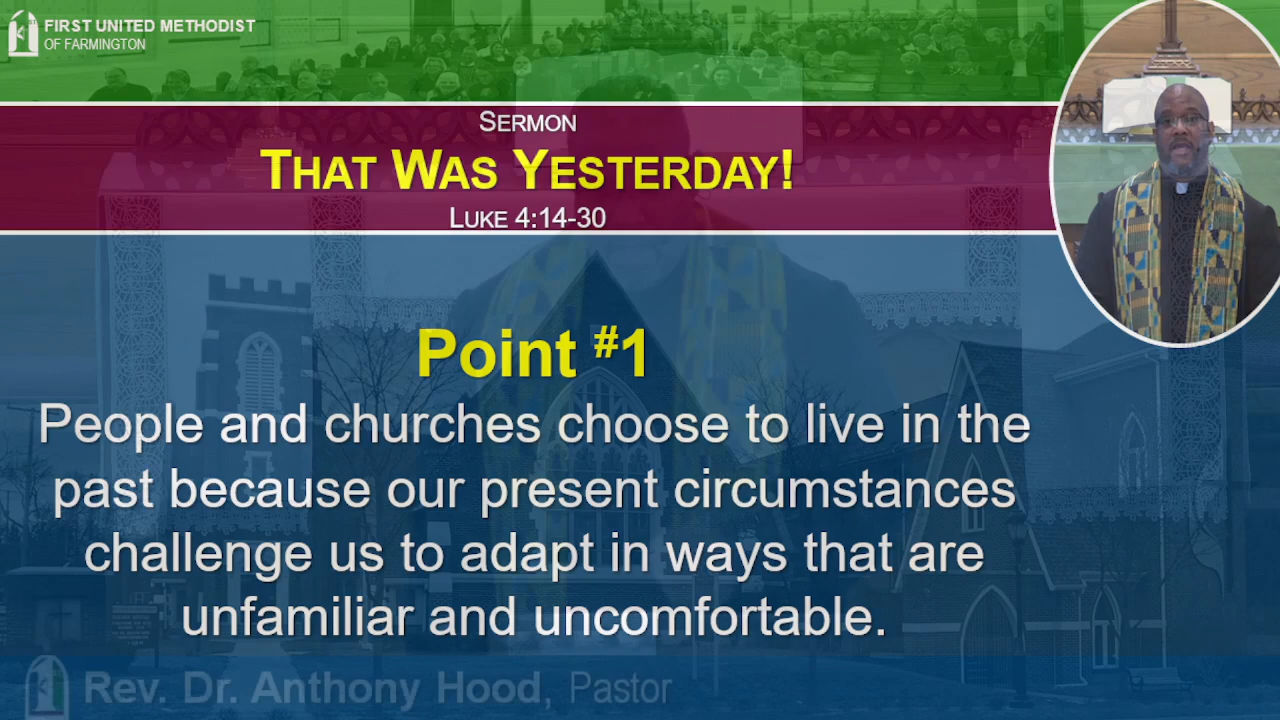 FIRST UNITED METHODIST
OF FARMINGTON
SERMON
THAT WAS YESTERDAY!
LUKE 4:14-30
Point #1
People and churches choose to live in the
past because our present circumstances
challenge us to adapt in ways that are
unfamiliar and uncomfortable.
Rev. Dr. Anthony Hood, Pastor